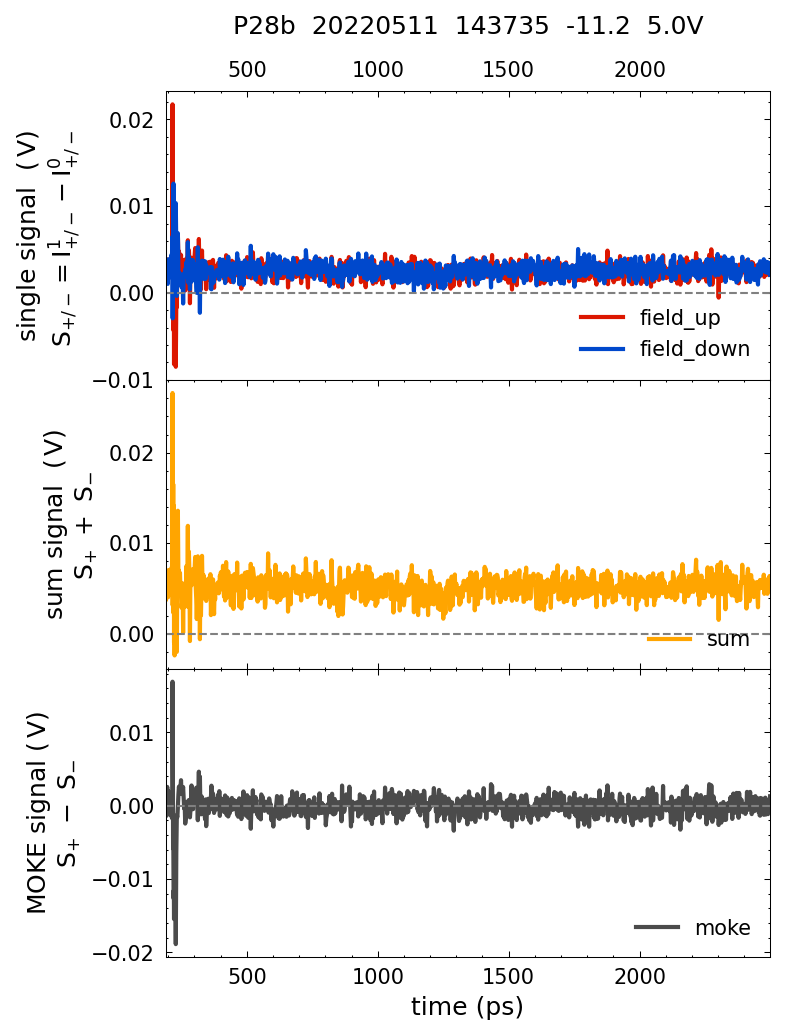 P28b 20220511 143735 -11.2 5.0V
500 1000 1500 2000
single signal (V)
S₊/₋ = I¹₊/₋ − I⁰₊/₋
0.02
0.01
0.00
−0.01
field_up
field_down
sum signal (V)
S₊ + S₋
0.02
0.01
0.00
sum
MOKE signal (V)
S₊ − S₋
0.01
0.00
−0.01
−0.02
moke
500 1000 1500 2000
time (ps)